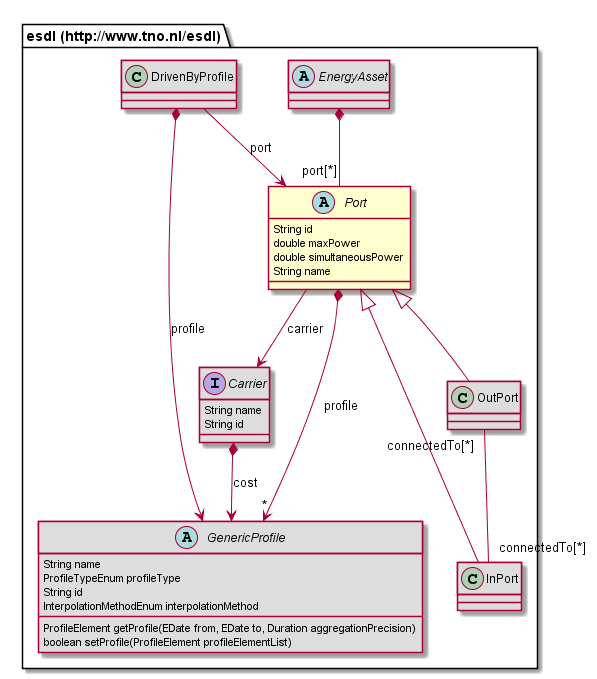 esdl (http://www.tno.nl/esdl)
C DrivenByProfile
A EnergyAsset
port
port[*]
A Port
String id
double maxPower
double simultaneousPower
String name
profile
carrier
I Carrier
String name
String id
C OutPort
profile
connectedTo[*]
cost
*
A GenericProfile
String name
ProfileTypeEnum profileType
String id
InterpolationMethodEnum interpolationMethod
ProfileElement getProfile(EDate from, EDate to, Duration aggregationPrecision)
boolean setProfile(ProfileElement profileElementList)
connectedTo[*]
C InPort